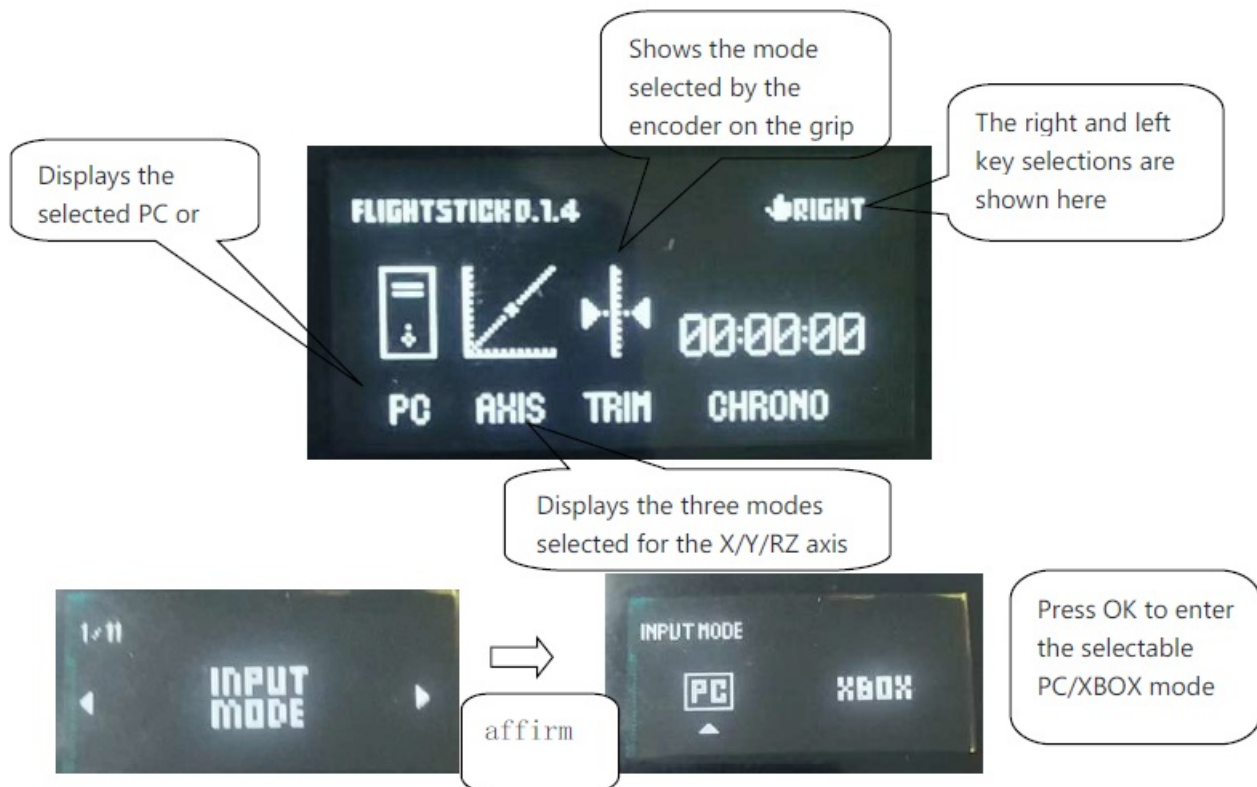 Shows the mode
selected by the
encoder on the grip
The right and left
key selections are
shown here
Displays the
selected PC or
FLIGHTSTICK D.1.4
RIGHT
00:00:00
PC
AXIS
TRIM
CHRONO
Displays the three modes
selected for the X/Y/RZ axis
1/11
INPUT
MODE
affirm
INPUT MODE
PC
XBOX
Press OK to enter
the selectable
PC/XBOX mode